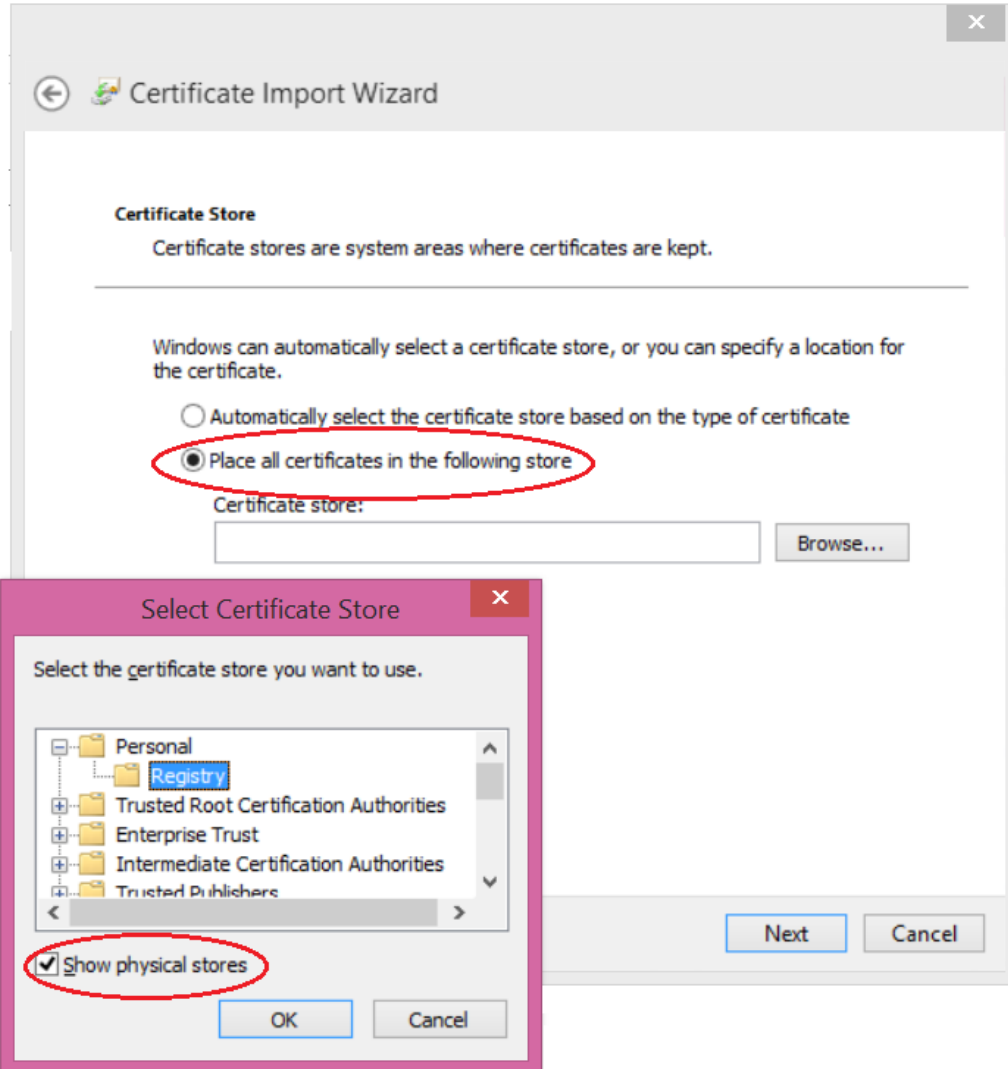 Certificate Import Wizard
Certificate Store
Certificate stores are system areas where certificates are kept.
Windows can automatically select a certificate store, or you can specify a location for
the certificate.
Automatically select the certificate store based on the type of certificate
Place all certificates in the following store
Certificate store:
Browse...
Select Certificate Store
Select the certificate store you want to use.
Personal
Registry
Trusted Root Certification Authorities
Enterprise Trust
Intermediate Certification Authorities
Trusted Publishers
Show physical stores
OK Cancel
Next Cancel